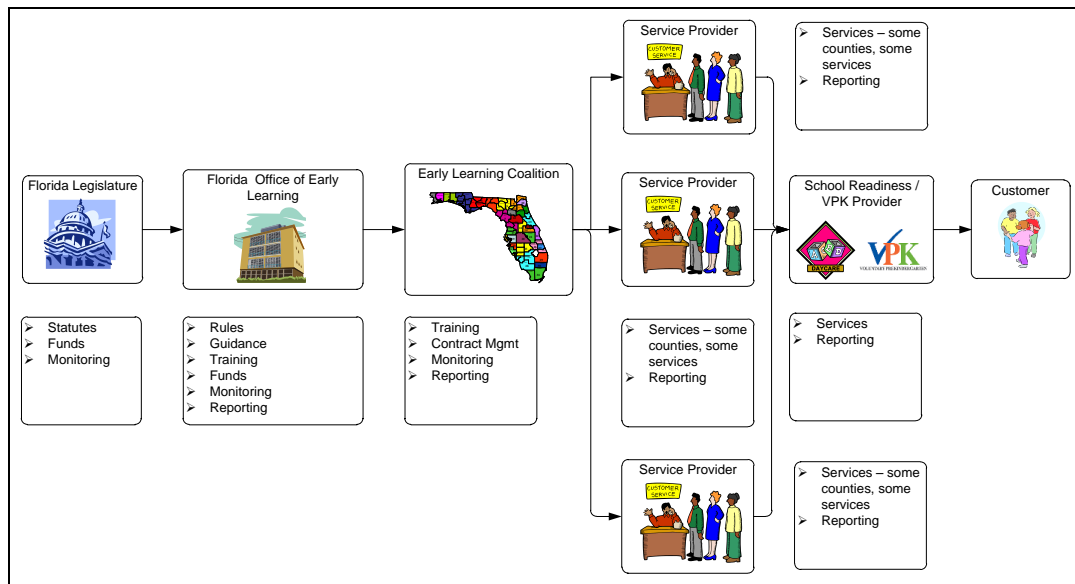 Service Provider
CUSTOMER
SERVICE
Services – some
counties, some
services
Reporting
Florida Legislature
Florida Office of Early
Learning
Early Learning Coalition
Service Provider
CUSTOMER
SERVICE
School Readiness /
VPK Provider
DAYCARE
VPK
VOLUNTARY PREKINDERGARTEN
Customer
Statutes
Funds
Monitoring
Rules
Guidance
Training
Funds
Monitoring
Reporting
Training
Contract Mgmt
Monitoring
Reporting
Services – some
counties, some
services
Reporting
Services
Reporting
Service Provider
CUSTOMER
SERVICE
Services – some
counties, some
services
Reporting